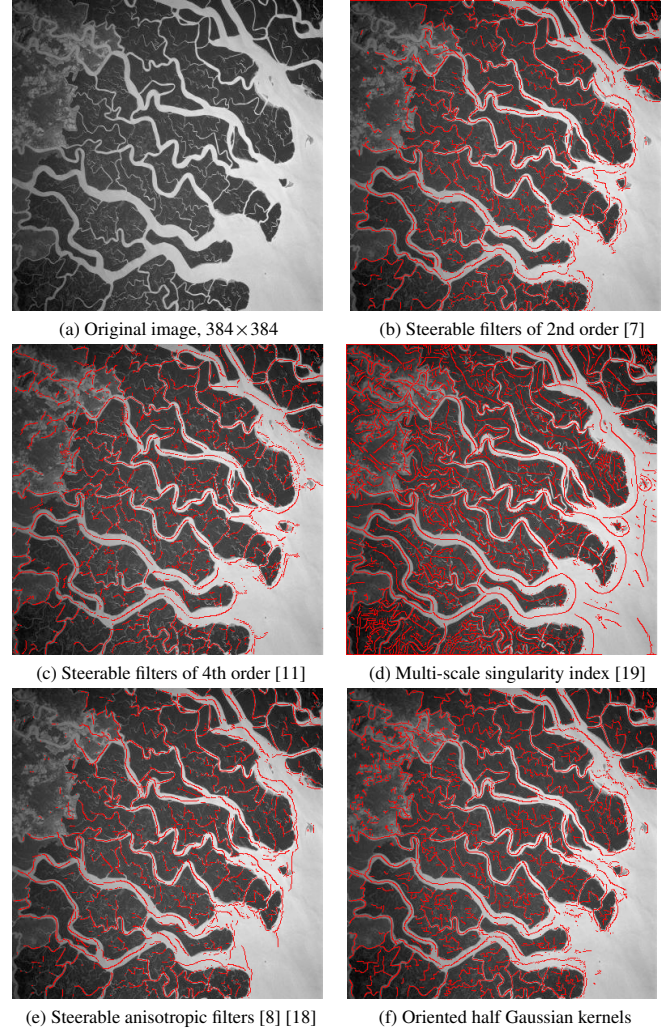 (a) Original image, 384×384
(b) Steerable filters of 2nd order [7]
(c) Steerable filters of 4th order [11]
(d) Multi-scale singularity index [19]
(e) Steerable anisotropic filters [8] [18]
(f) Oriented half Gaussian kernels